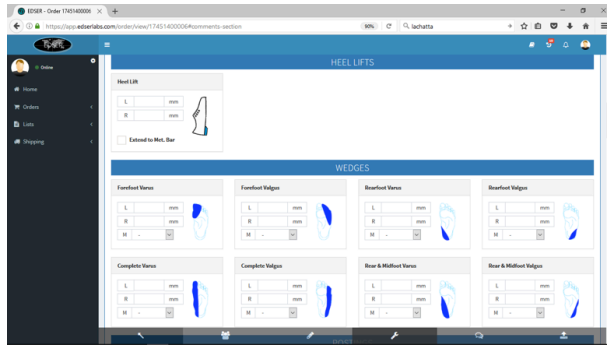 EDSER - Order 17451400006
https://app.edserlabs.com/order/view/17451400006#comments-section
90%
lachatta
EDSER
Online
Home
Orders
Lists
Shipping
HEEL LIFTS
Heel Lift
L mm
R mm
Extend to Met. Bar
WEDGES
Forefoot Varus
L mm
R mm
M -
Forefoot Valgus
L mm
R mm
M -
Rearfoot Varus
L mm
R mm
M -
Rearfoot Valgus
L mm
R mm
M -
Complete Varus
L mm
R mm
M -
Complete Valgus
L mm
R mm
M -
Rear & Midfoot Varus
L mm
R mm
M -
Rear & Midfoot Valgus
L mm
R mm
M -